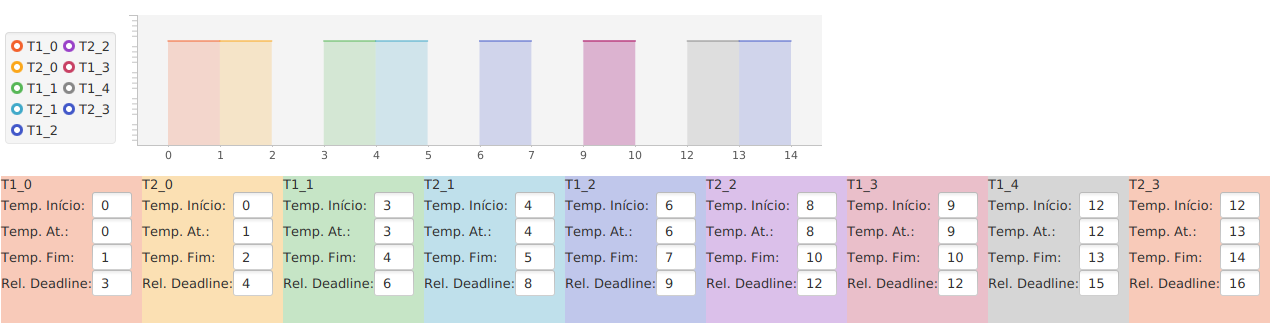 T1_0 T2_2
T2_0 T1_3
T1_1 T1_4
T2_1 T2_3
T1_2
0 1 2 3 4 5 6 7 9 10 12 13 14
T1_0 T2_0 T1_1 T2_1 T1_2 T2_2 T1_3 T1_4 T2_3
Temp. Início: 0 Temp. Início: 0 Temp. Início: 3 Temp. Início: 4 Temp. Início: 6 Temp. Início: 8 Temp. Início: 9 Temp. Início: 12 Temp. Início: 12
Temp. At.: 0 Temp. At.: 1 Temp. At.: 3 Temp. At.: 4 Temp. At.: 6 Temp. At.: 8 Temp. At.: 9 Temp. At.: 12 Temp. At.: 13
Temp. Fim: 1 Temp. Fim: 2 Temp. Fim: 4 Temp. Fim: 5 Temp. Fim: 7 Temp. Fim: 10 Temp. Fim: 10 Temp. Fim: 13 Temp. Fim: 14
Rel. Deadline: 3 Rel. Deadline: 4 Rel. Deadline: 6 Rel. Deadline: 8 Rel. Deadline: 9 Rel. Deadline: 12 Rel. Deadline: 12 Rel. Deadline: 15 Rel. Deadline: 16